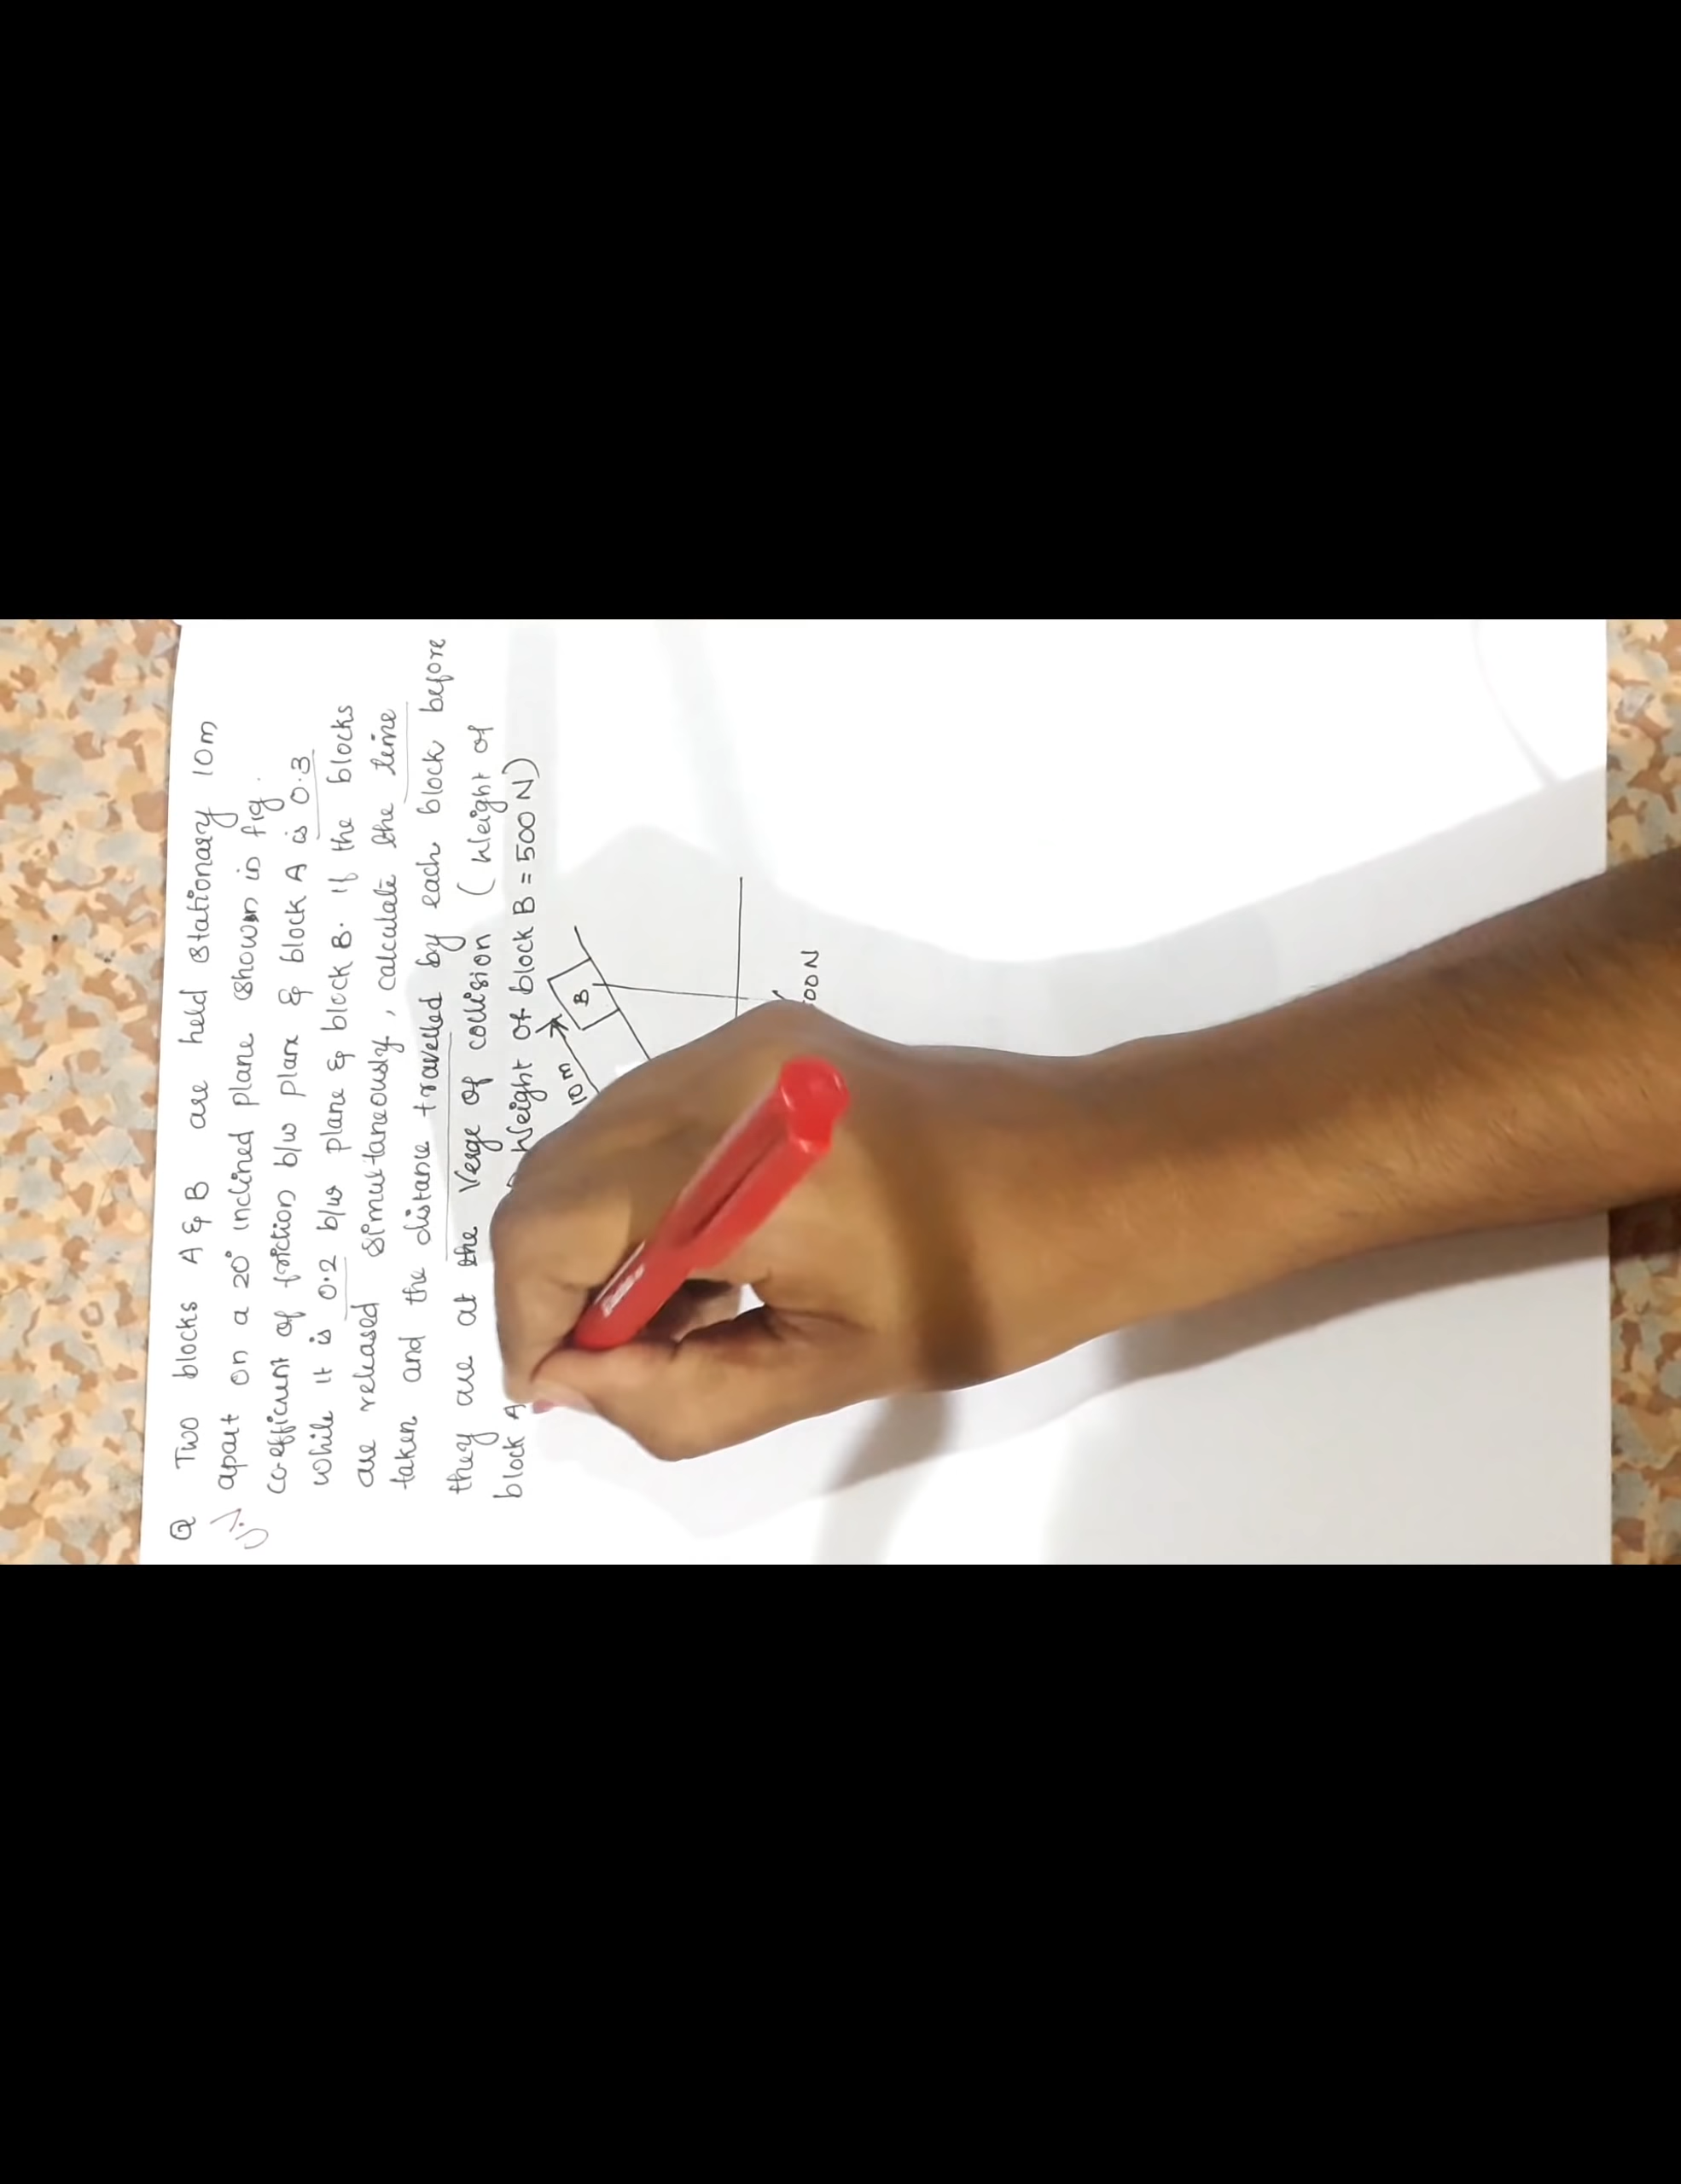 Q Two blocks A & B are held stationary 10m
apart on a 20° inclined plane shown in fig.
co-efficient of friction b/w plane & block A is 0.3
while it is 0.2 b/w plane & block B. if the blocks
are released simultaneously, calculate the time
taken and the distance travelled by each block before
they are at the verge of collision (Weight of
block A Weight of block B = 500 N)
10 m
B
00N